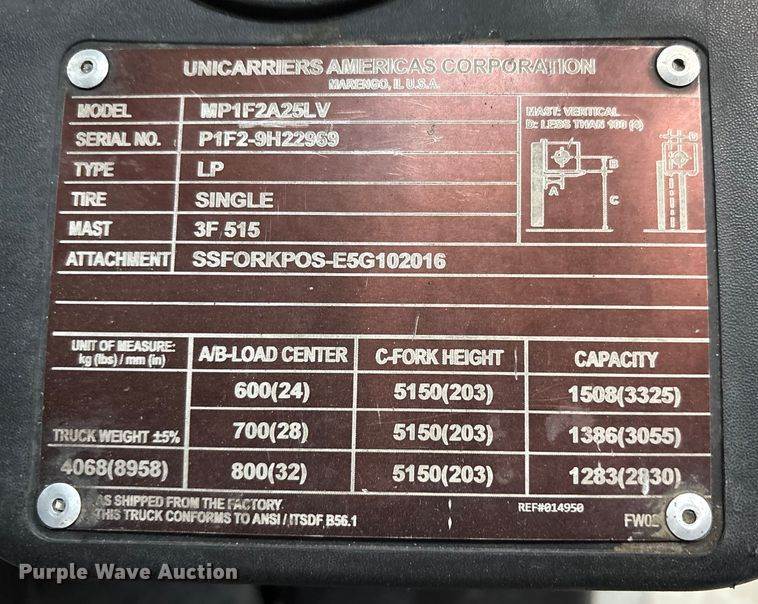 UNICARRIERS AMERICAS CORPORATION
MARENGO, IL U.S.A.
MODEL MP1F2A25LV
SERIAL NO. P1F2-9H22969
TYPE LP
TIRE SINGLE
MAST 3F 515
ATTACHMENT SSFORKPOS-E5G102016
MAST: VERTICAL
D: LESS THAN 100 (4)
D
B
A
C
UNIT OF MEASURE:
kg (lbs) / mm (in)
A/B-LOAD CENTER C-FORK HEIGHT CAPACITY
600(24) 5150(203) 1508(3325)
TRUCK WEIGHT ±5% 700(28) 5150(203) 1386(3055)
4068(8958) 800(32) 5150(203) 1283(2830)
AS SHIPPED FROM THE FACTORY
THIS TRUCK CONFORMS TO ANSI / ITSDF B56.1
REF#014950
Purple Wave Auction